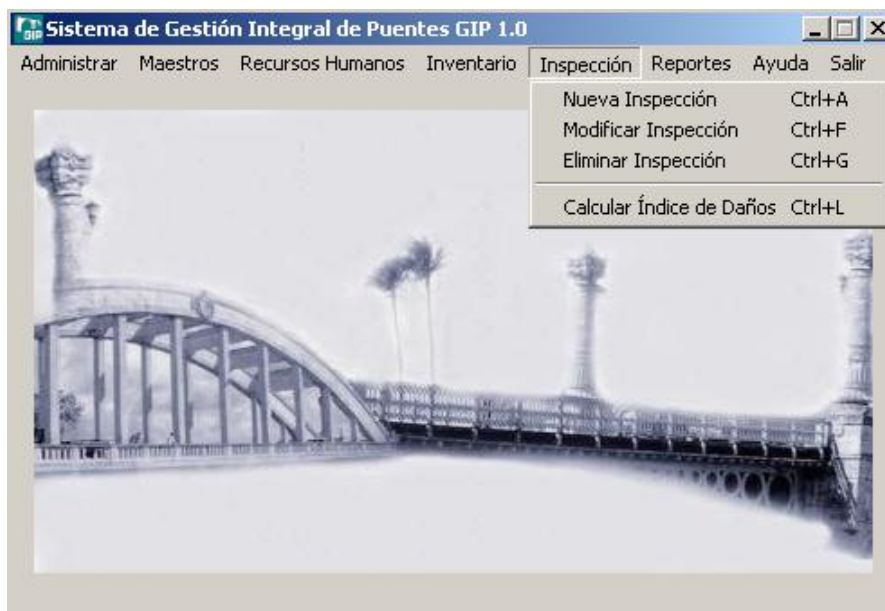 GIP
Sistema de Gestión Integral de Puentes GIP 1.0
Administrar Maestros Recursos Humanos Inventario Inspección Reportes Ayuda Salir
Nueva Inspección Ctrl+A
Modificar Inspección Ctrl+F
Eliminar Inspección Ctrl+G
Calcular Índice de Daños Ctrl+L